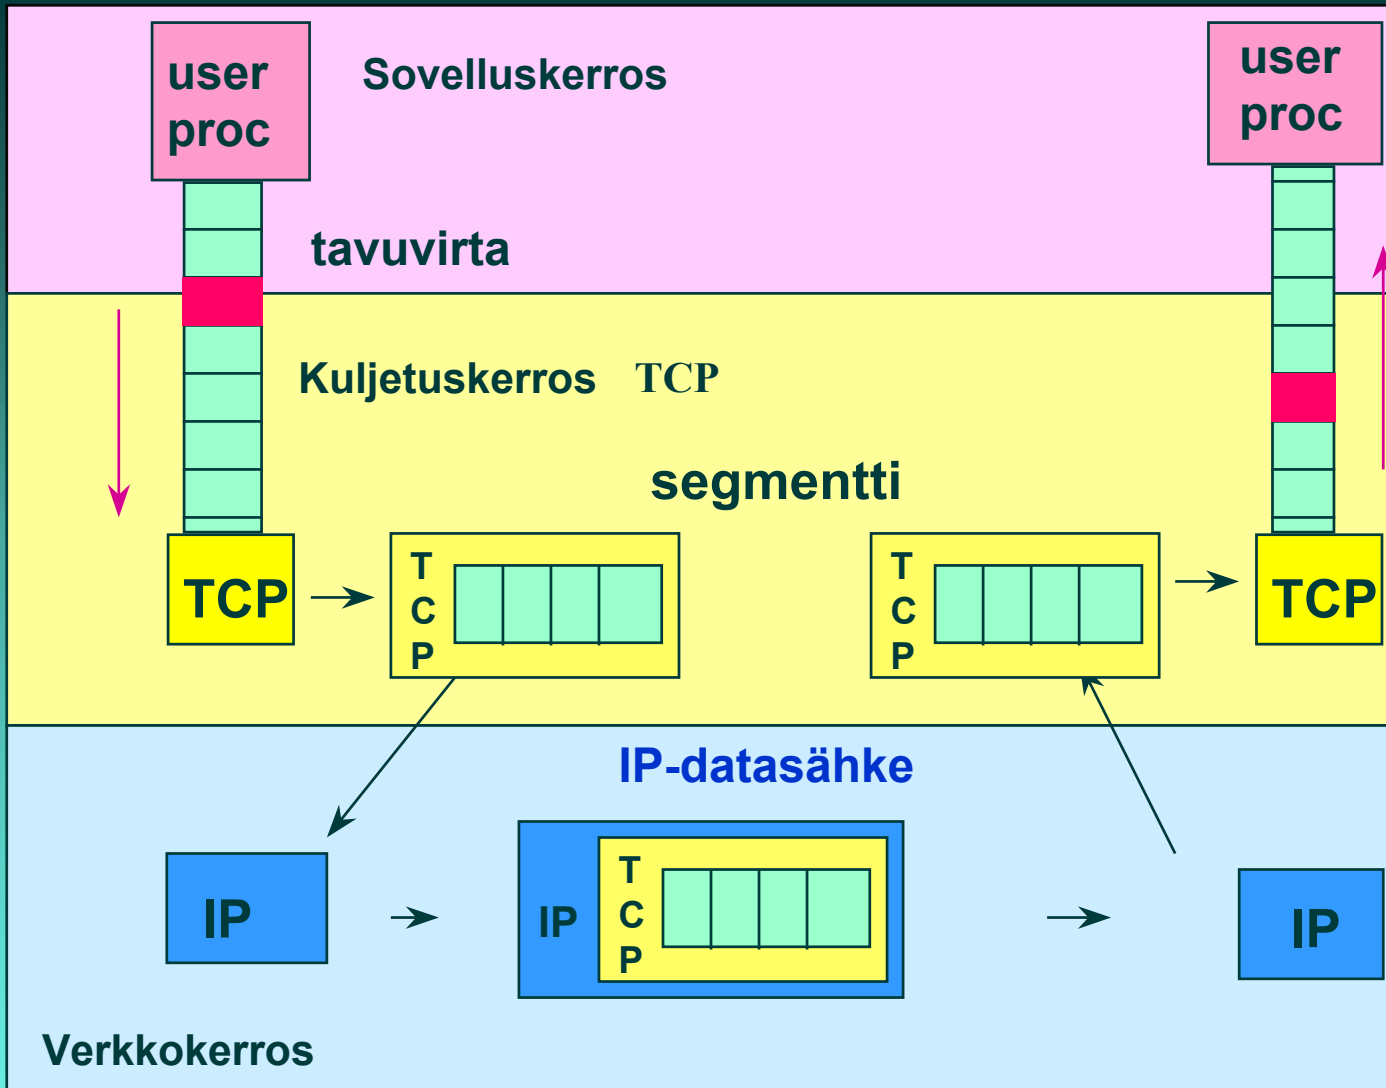 user
proc
Sovelluskerros
user
proc
tavuvirta
Kuljetuskerros TCP
segmentti
TCP
T
C
P
T
C
P
TCP
IP-datasähke
IP
IP
T
C
P
IP
Verkkokerros